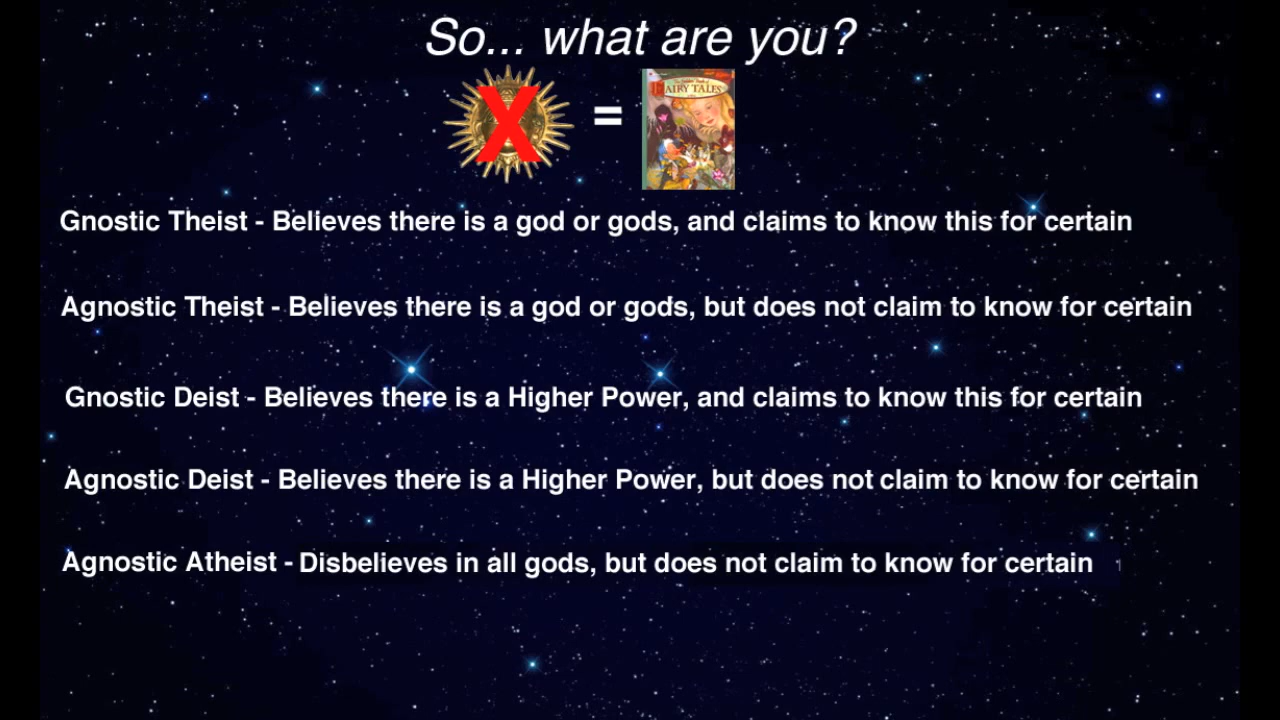 So... what are you?
X = FAIRY TALES
Gnostic Theist - Believes there is a god or gods, and claims to know this for certain
Agnostic Theist - Believes there is a god or gods, but does not claim to know for certain
Gnostic Deist - Believes there is a Higher Power, and claims to know this for certain
Agnostic Deist - Believes there is a Higher Power, but does not claim to know for certain
Agnostic Atheist - Disbelieves in all gods, but does not claim to know for certain